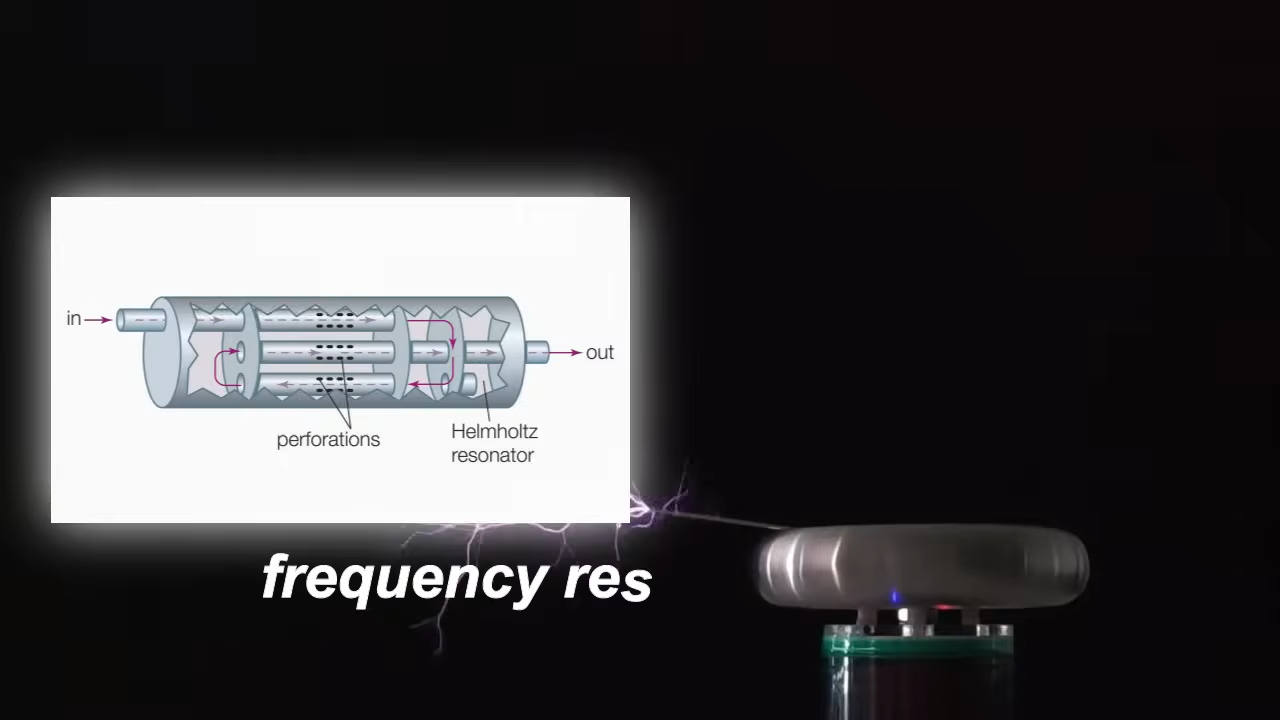 in
out
perforations
Helmholtz
resonator
frequency res